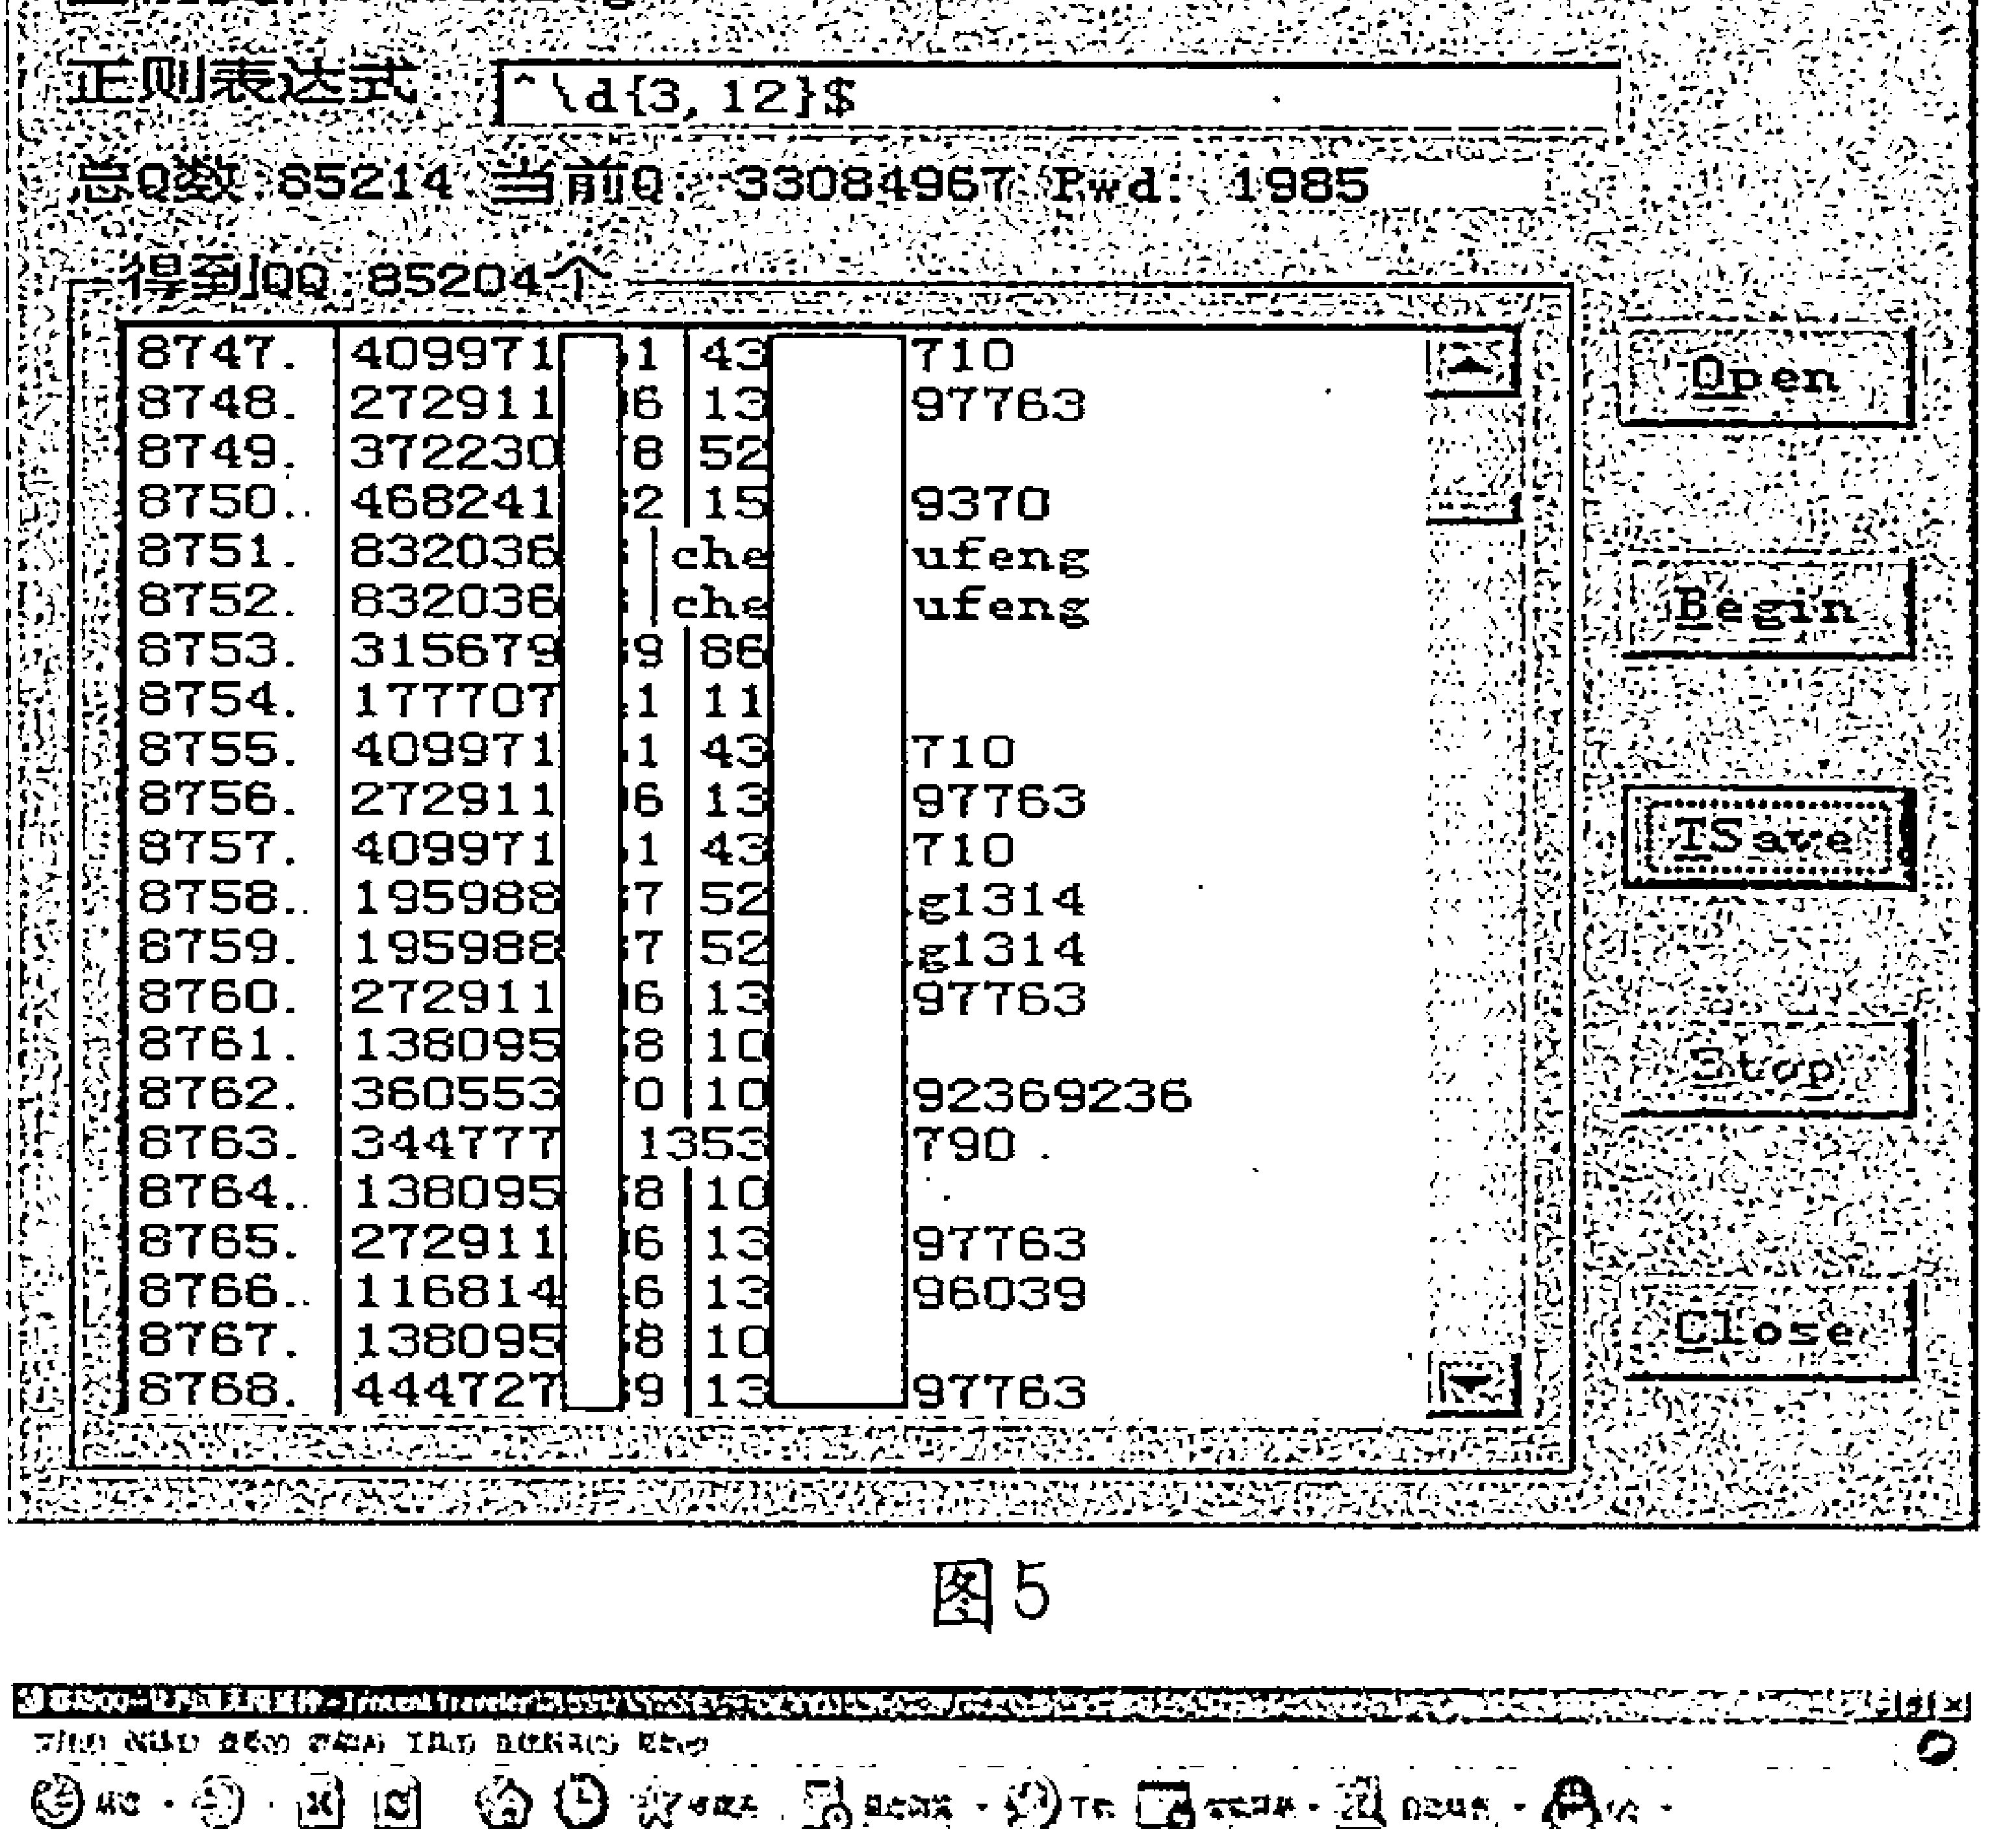 正则表达式 ^\d{3,12}$
总Q数:85214 当前Q: 33084967 Pwd: 1985
得到QQ:85204个
8747. 409971 1 43 710
8748. 272911 6 13 97763
8749. 372230 8 52
8750. 468241 2 15 9370
8751. 832036 che ufeng
8752. 832036 che ufeng
8753. 315679 9 86
8754. 177707 1 11
8755. 409971 1 43 710
8756. 272911 6 13 97763
8757. 409971 1 43 710
8758. 195988 7 52 g1314
8759. 195988 7 52 g1314
8760. 272911 6 13 97763
8761. 138095 8 10
8762. 360553 0 10 92369236
8763. 344777 1353 790
8764. 138095 8 10
8765. 272911 6 13 97763
8766. 116814 6 13 96039
8767. 138095 8 10
8768. 444727 9 13 97763
Open
Begin
TSave
Stop
Close
图5